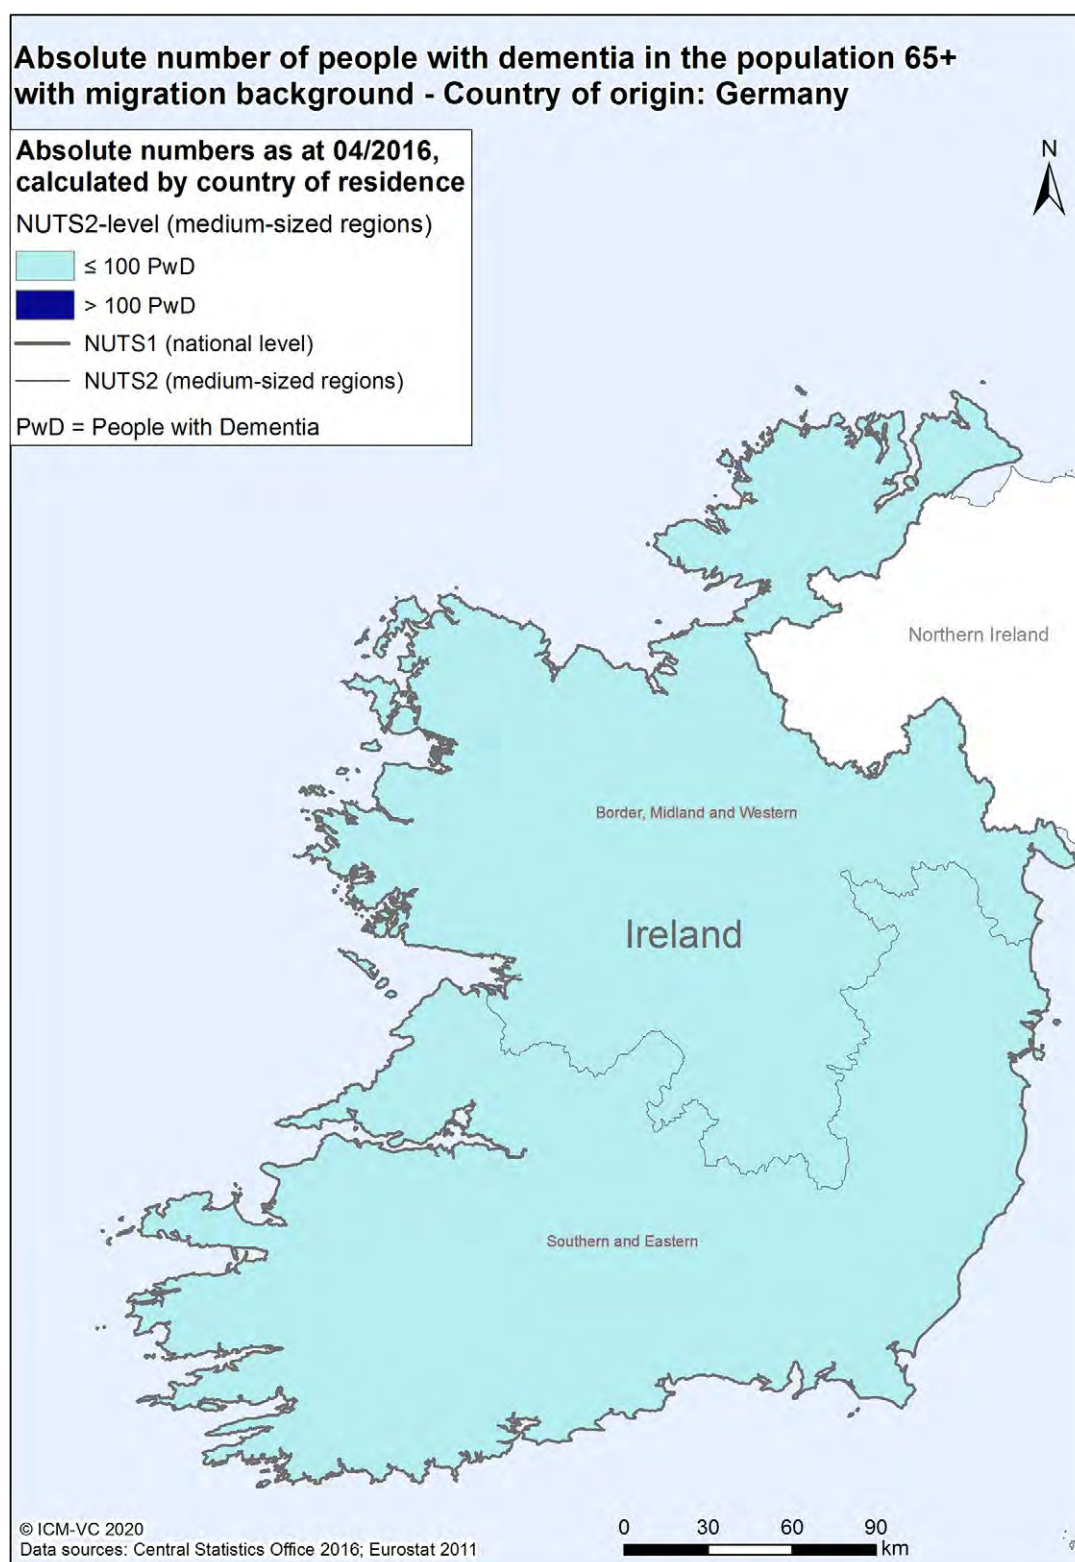 Absolute number of people with dementia in the population 65+
with migration background - Country of origin: Germany
Absolute numbers as at 04/2016,
calculated by country of residence
NUTS2-level (medium-sized regions)
≤ 100 PwD
> 100 PwD
NUTS1 (national level)
NUTS2 (medium-sized regions)
PwD = People with Dementia
N
Northern Ireland
Border, Midland and Western
Ireland
Southern and Eastern
© ICM-VC 2020
Data sources: Central Statistics Office 2016; Eurostat 2011
0 30 60 90
km